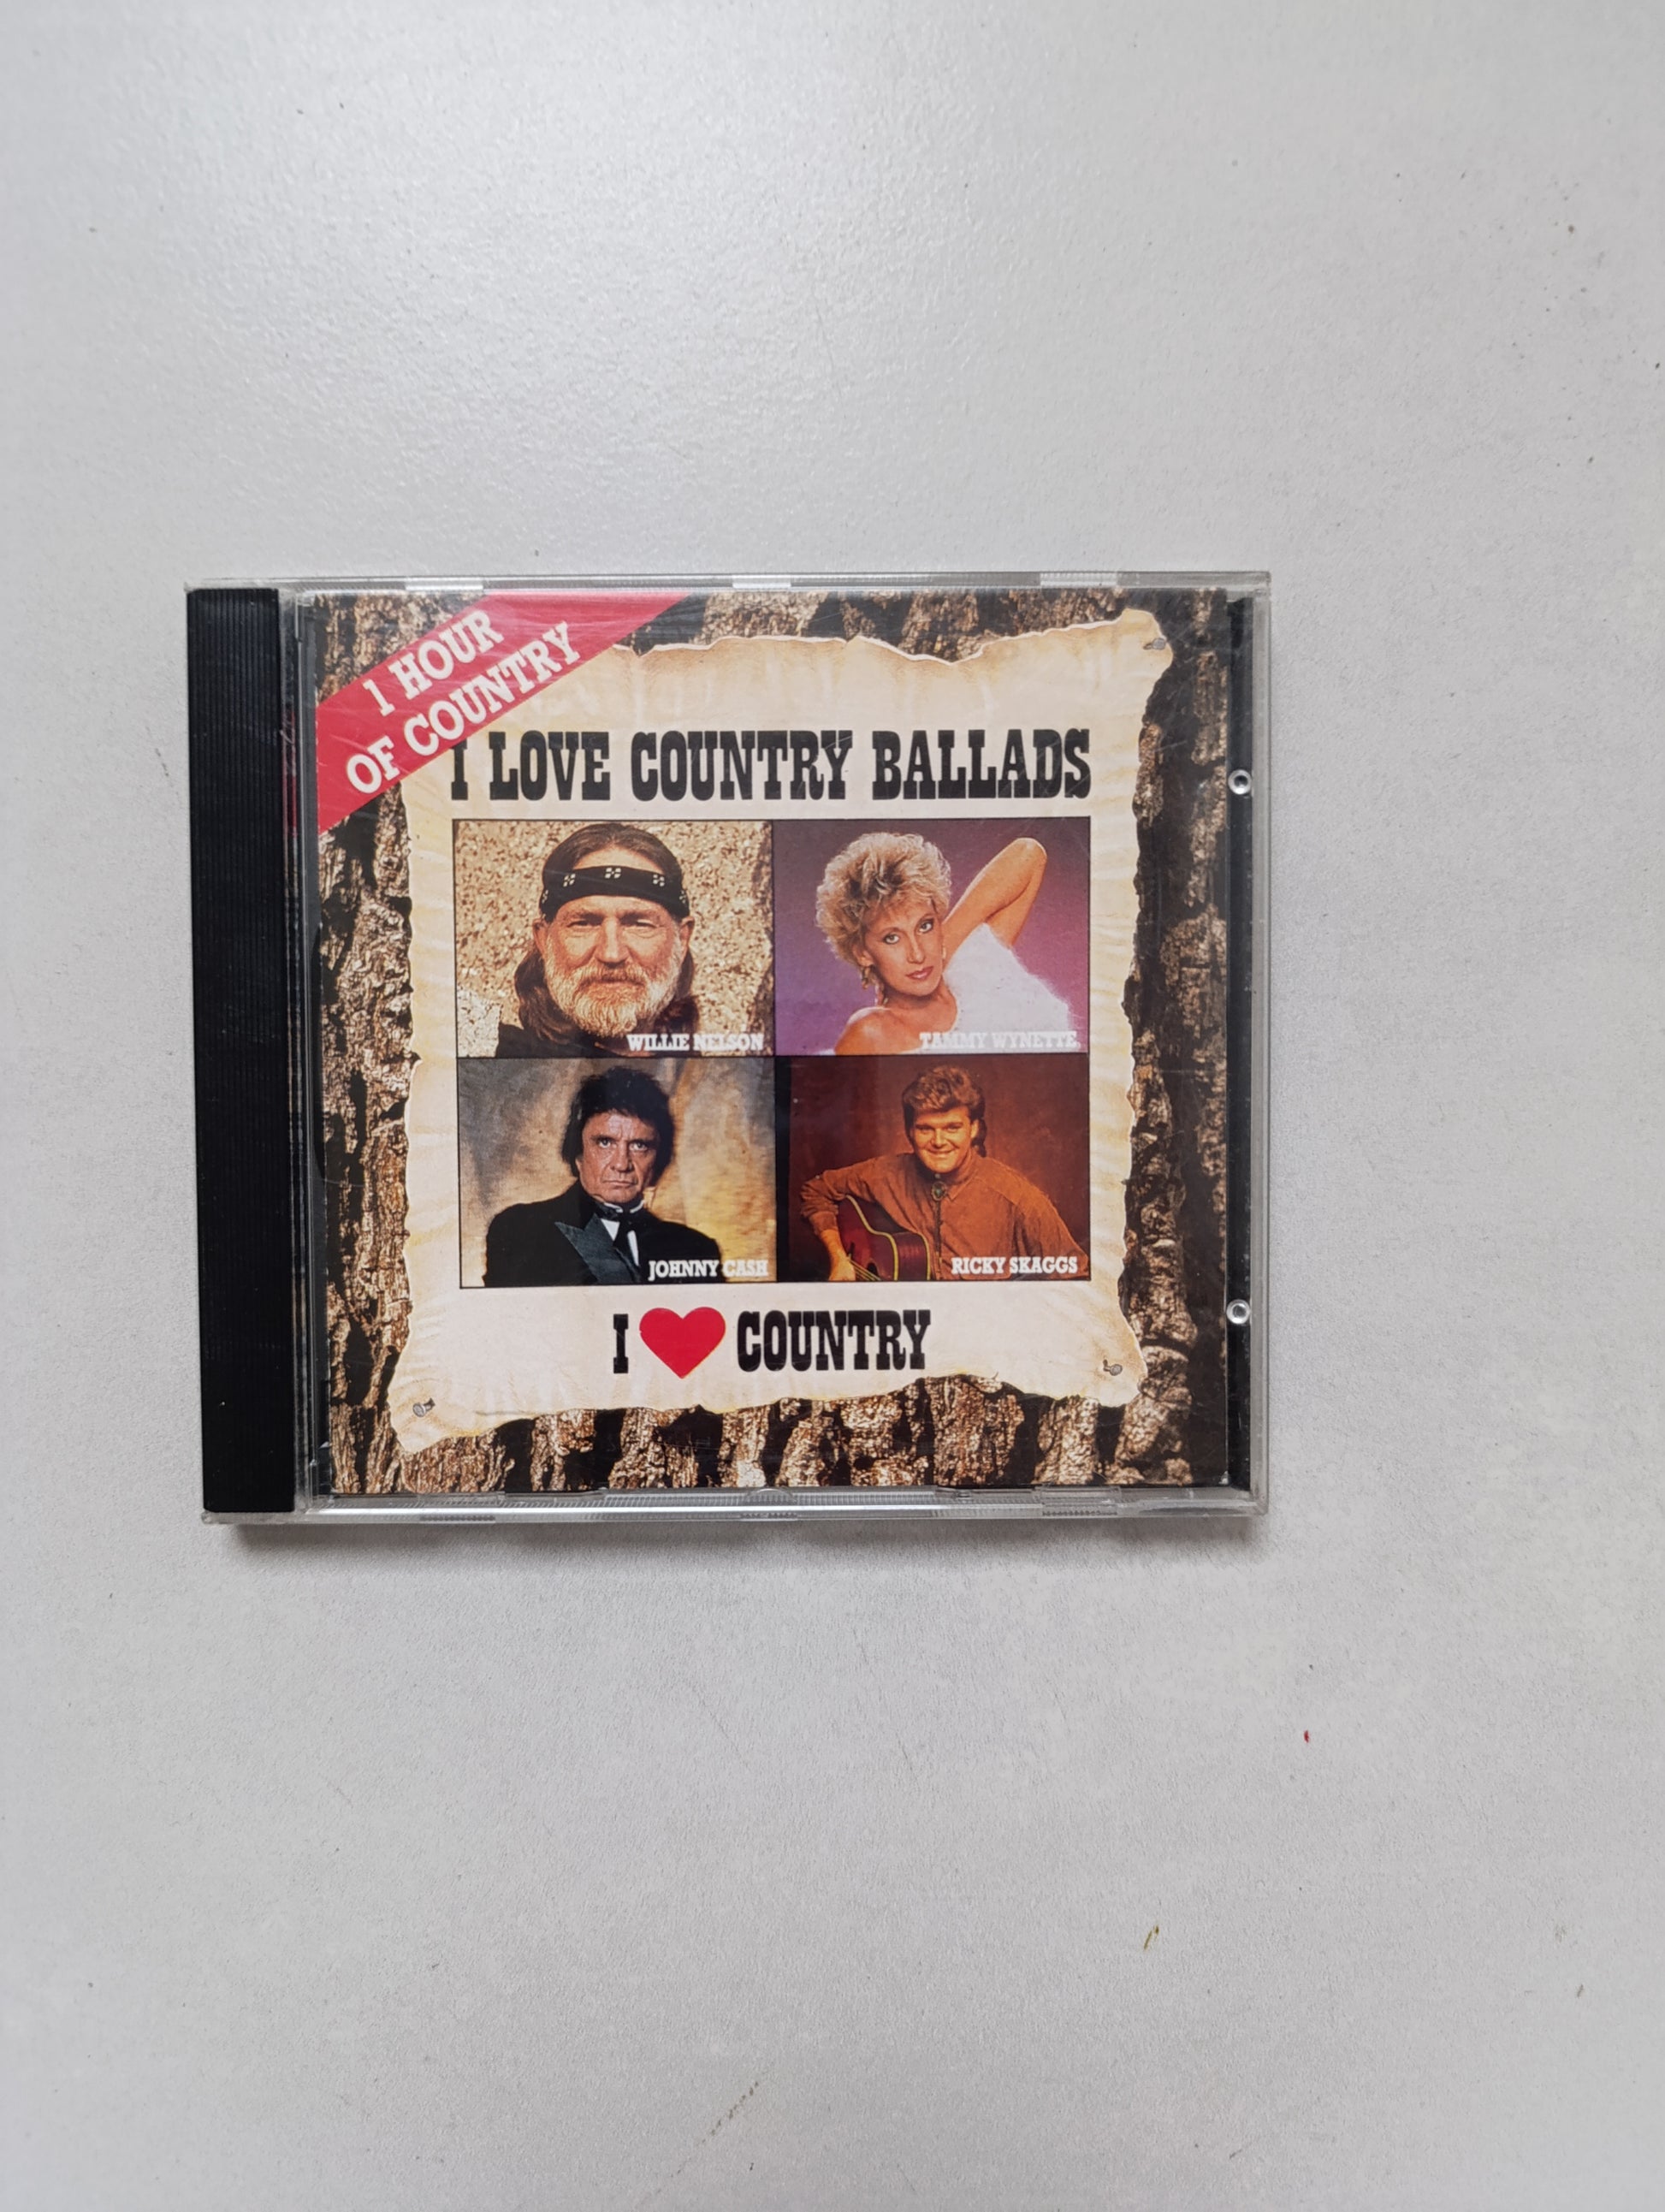 1 HOUR
OF COUNTRY
I LOVE COUNTRY BALLADS
WILLIE NELSON
TAMMY WYNETTE
JOHNNY CASH
RICKY SKAGGS
I ❤ COUNTRY